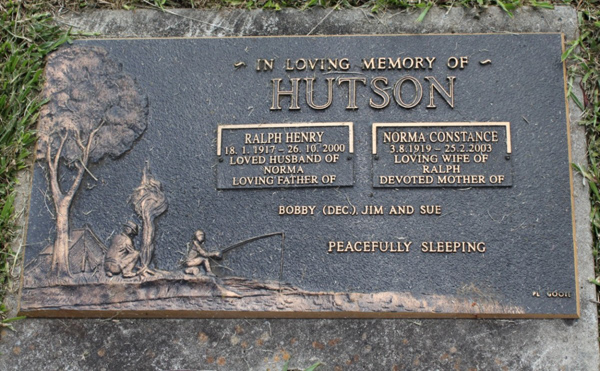 ~ IN LOVING MEMORY OF ~
HUTSON
RALPH HENRY
18.1.1917 - 26.10.2000
LOVED HUSBAND OF
NORMA
LOVING FATHER OF
NORMA CONSTANCE
3.8.1919 - 25.2.2003
LOVING WIFE OF
RALPH
DEVOTED MOTHER OF
BOBBY (DEC.), JIM AND SUE
PEACEFULLY SLEEPING